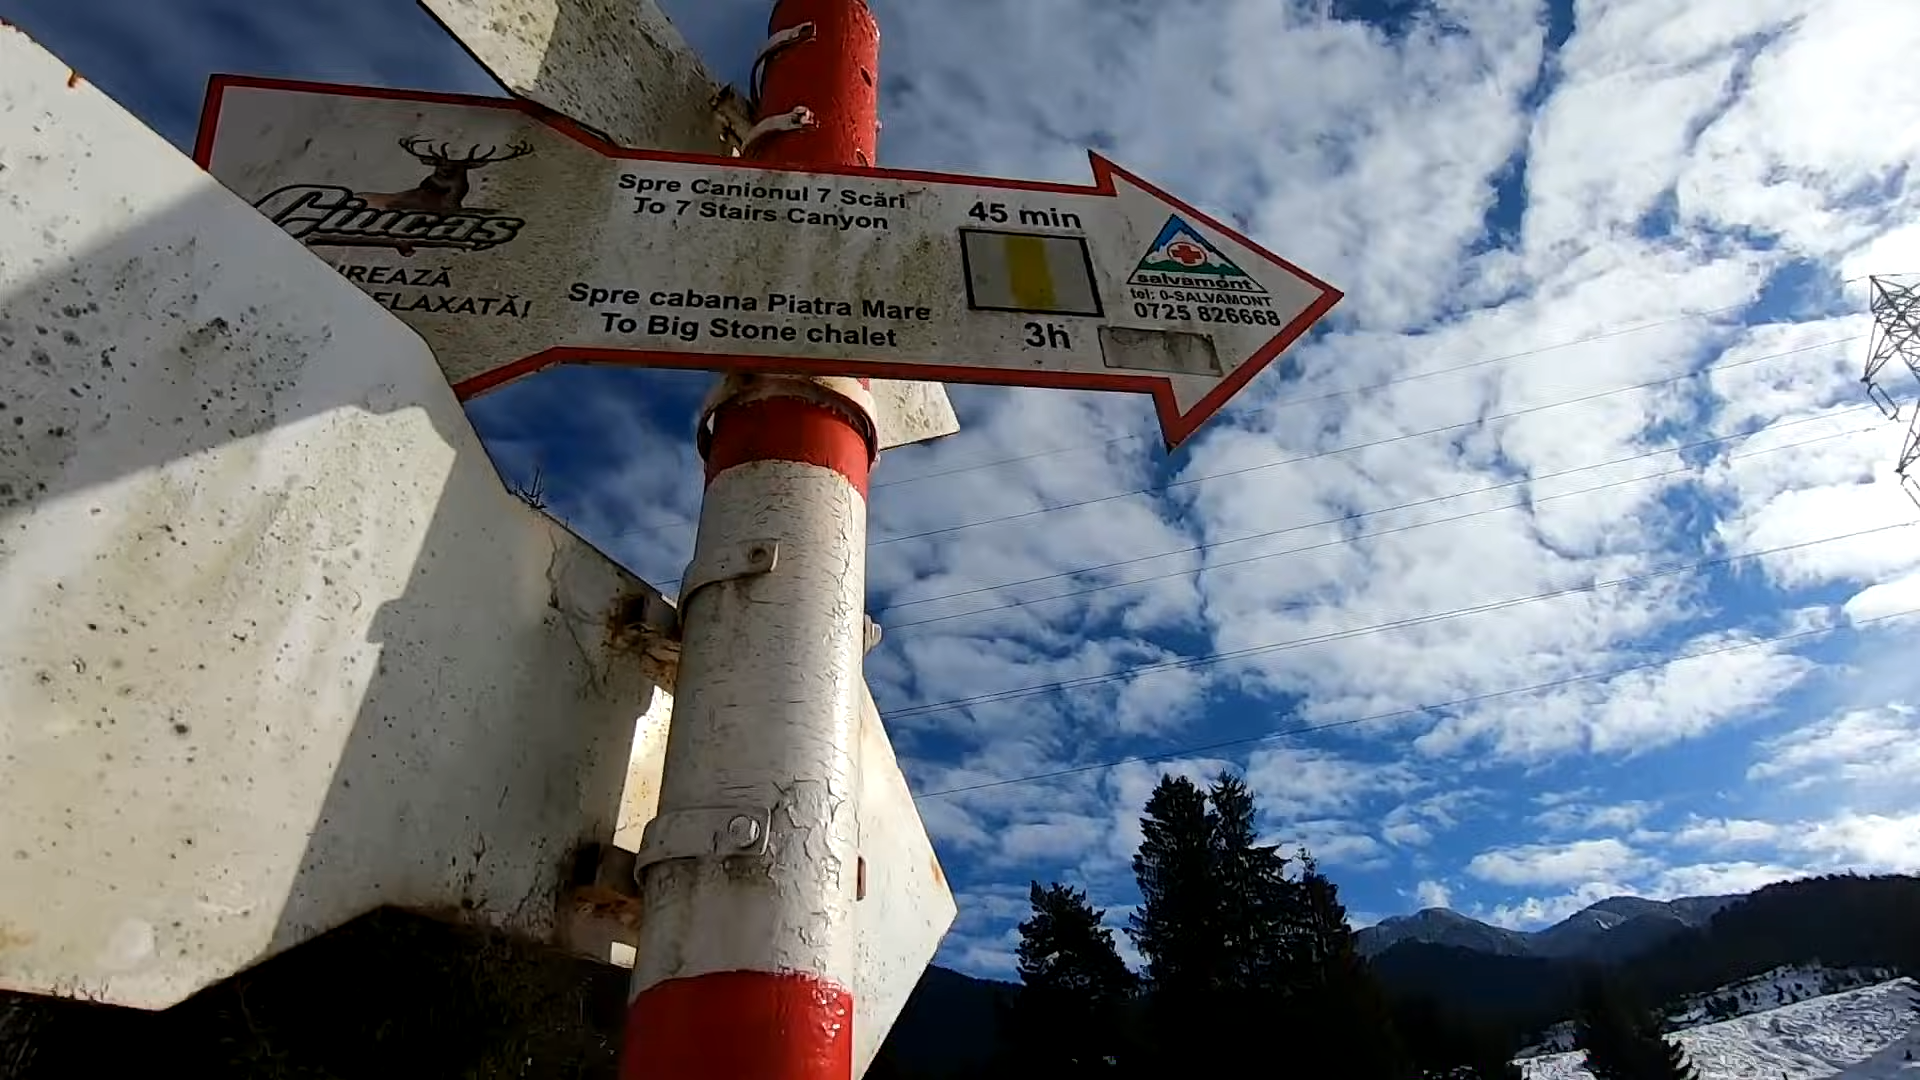 Ciucaș
ELAXATĂ!
Spre Canionul 7 Scări
To 7 Stairs Canyon
45 min
Spre cabana Piatra Mare
To Big Stone chalet
3h
salvamont
tel: 0-SALVAMONT
0725 826668